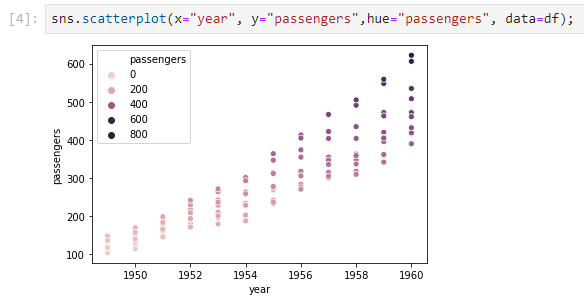 [4]: sns.scatterplot(x="year", y="passengers",hue="passengers", data=df);
passengers
0
200
400
600
800
600
500
400
300
200
100
passengers
1950 1952 1954 1956 1958 1960
year